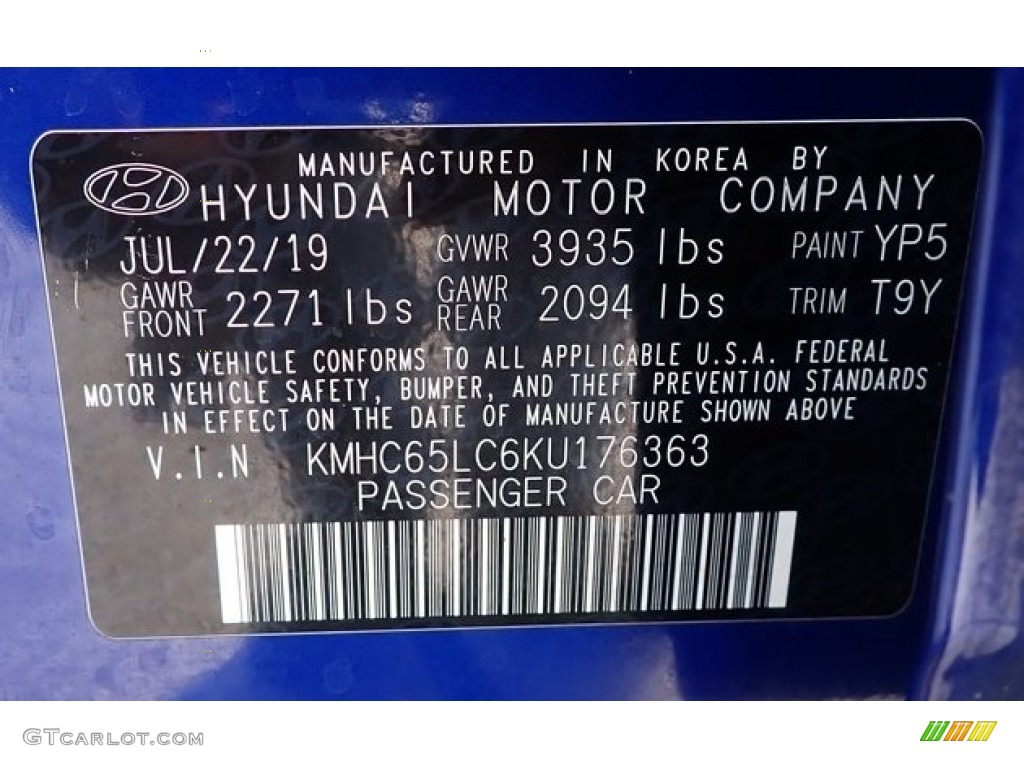 MANUFACTURED IN KOREA BY
HYUNDAI MOTOR COMPANY
JUL/22/19 GVWR 3935 lbs PAINT YP5
GAWR FRONT 2271 lbs GAWR REAR 2094 lbs TRIM T9Y
THIS VEHICLE CONFORMS TO ALL APPLICABLE U.S.A. FEDERAL
MOTOR VEHICLE SAFETY, BUMPER, AND THEFT PREVENTION STANDARDS
IN EFFECT ON THE DATE OF MANUFACTURE SHOWN ABOVE
V.I.N KMHC65LC6KU176363
PASSENGER CAR
GTCARLOT.COM